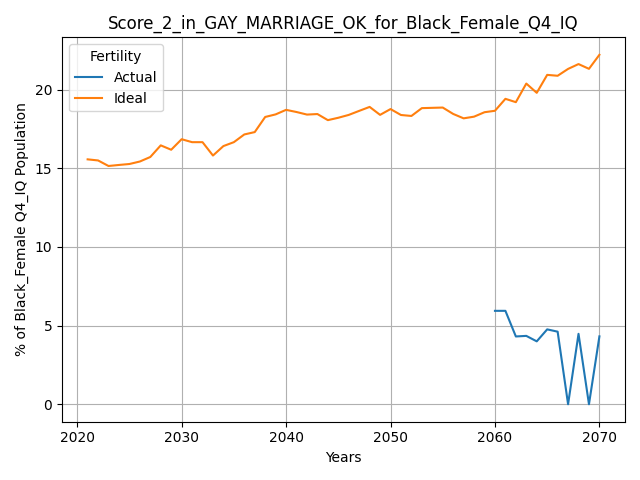 Score_2_in_GAY_MARRIAGE_OK_for_Black_Female_Q4_IQ
Fertility
Actual
Ideal
% of Black_Female Q4_IQ Population
20
15
10
5
0
2020 2030 2040 2050 2060 2070
Years